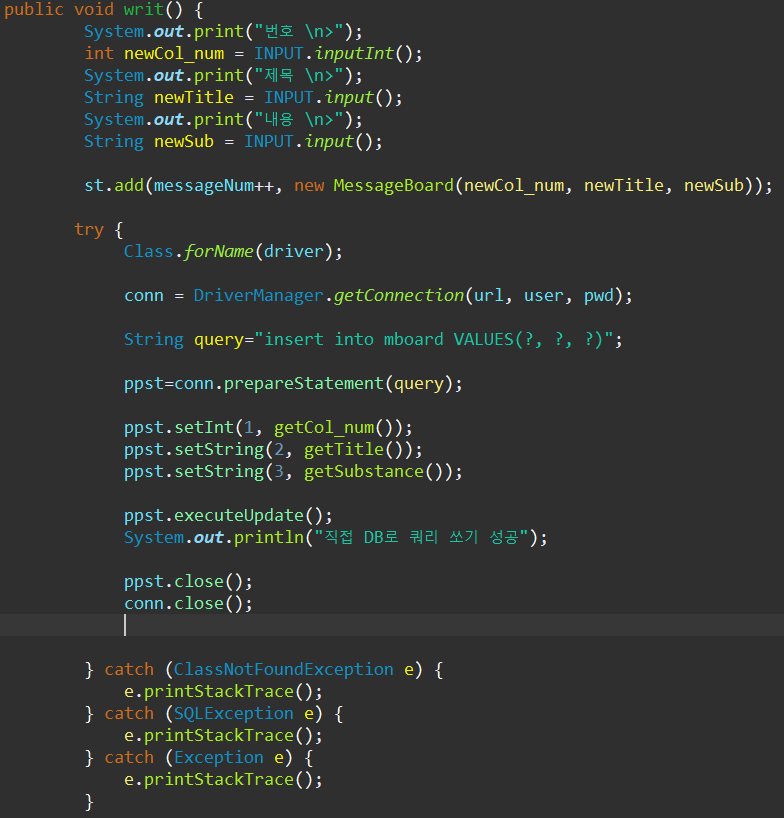 public void writ() {
System.out.print("번호 \n>");
int newCol_num = INPUT.inputInt();
System.out.print("제목 \n>");
String newTitle = INPUT.input();
System.out.print("내용 \n>");
String newSub = INPUT.input();
st.add(messageNum++, new MessageBoard(newCol_num, newTitle, newSub));
try {
Class.forName(driver);
conn = DriverManager.getConnection(url, user, pwd);
String query="insert into mboard VALUES(?, ?, ?)";
ppst=conn.prepareStatement(query);
ppst.setInt(1, getCol_num());
ppst.setString(2, getTitle());
ppst.setString(3, getSubstance());
ppst.executeUpdate();
System.out.println("직접 DB로 쿼리 쓰기 성공");
ppst.close();
conn.close();
} catch (ClassNotFoundException e) {
e.printStackTrace();
} catch (SQLException e) {
e.printStackTrace();
} catch (Exception e) {
e.printStackTrace();
}